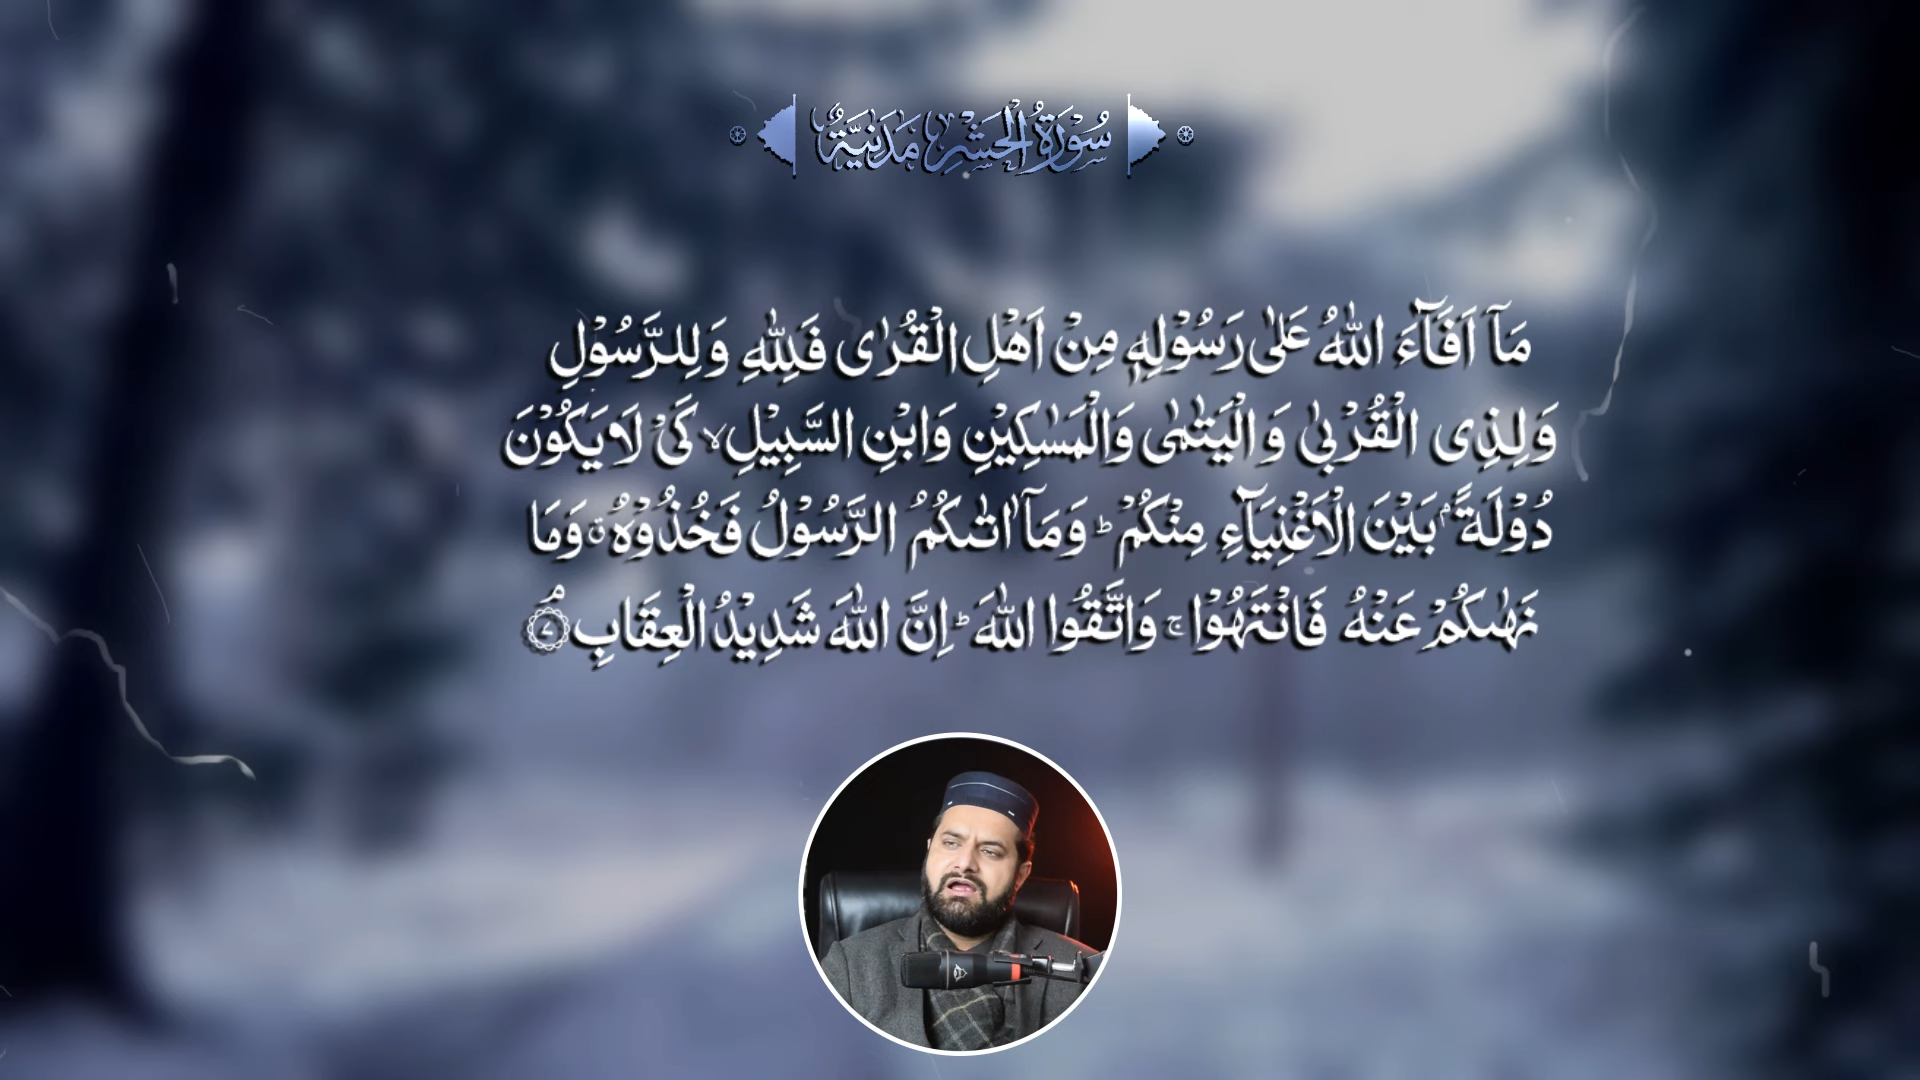 سُوْرَةُ الْحَشْرِ مَدَنِيَّةٌ
مَآ اَفَآءَ اللّٰهُ عَلٰى رَسُوْلِهٖ مِنْ اَهْلِ الْقُرٰى فَلِلّٰهِ وَلِلرَّسُوْلِ
وَلِذِى الْقُرْبٰى وَالْيَتٰمٰى وَالْمَسٰكِيْنِ وَابْنِ السَّبِيْلِۙ كَىْ لَا يَكُوْنَ
دُوْلَةًۢ بَيْنَ الْاَغْنِيَآءِ مِنْكُمْؕ وَمَآ اٰتٰىكُمُ الرَّسُوْلُ فَخُذُوْهُۗ وَمَا
نَهٰىكُمْ عَنْهُ فَانْتَهُوْاۚ وَاتَّقُوا اللّٰهَؕ اِنَّ اللّٰهَ شَدِيْدُ الْعِقَابِۘ ۷